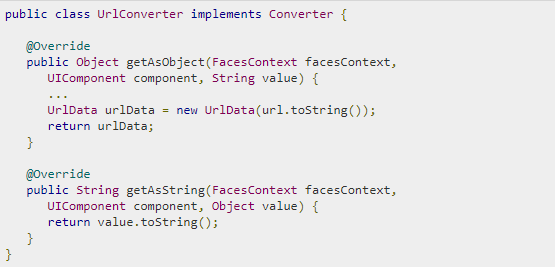 public class UrlConverter implements Converter {
@Override
public Object getAsObject(FacesContext facesContext,
UIComponent component, String value) {
...
UrlData urlData = new UrlData(url.toString());
return urlData;
}
@Override
public String getAsString(FacesContext facesContext,
UIComponent component, Object value) {
return value.toString();
}
}